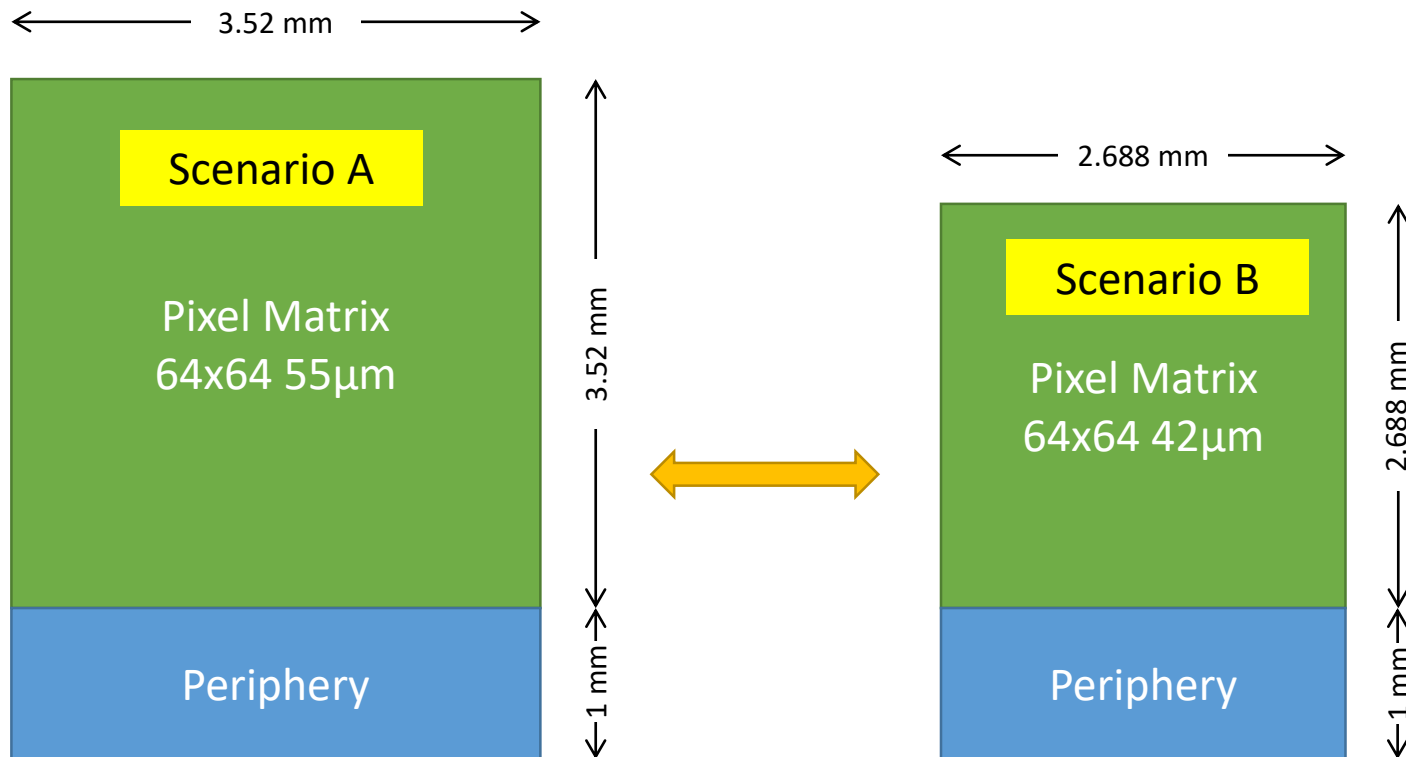 3.52 mm
Scenario A
Pixel Matrix
64x64 55µm
3.52 mm
Periphery
1 mm
2.688 mm
Scenario B
Pixel Matrix
64x64 42µm
2.688 mm
Periphery
1 mm